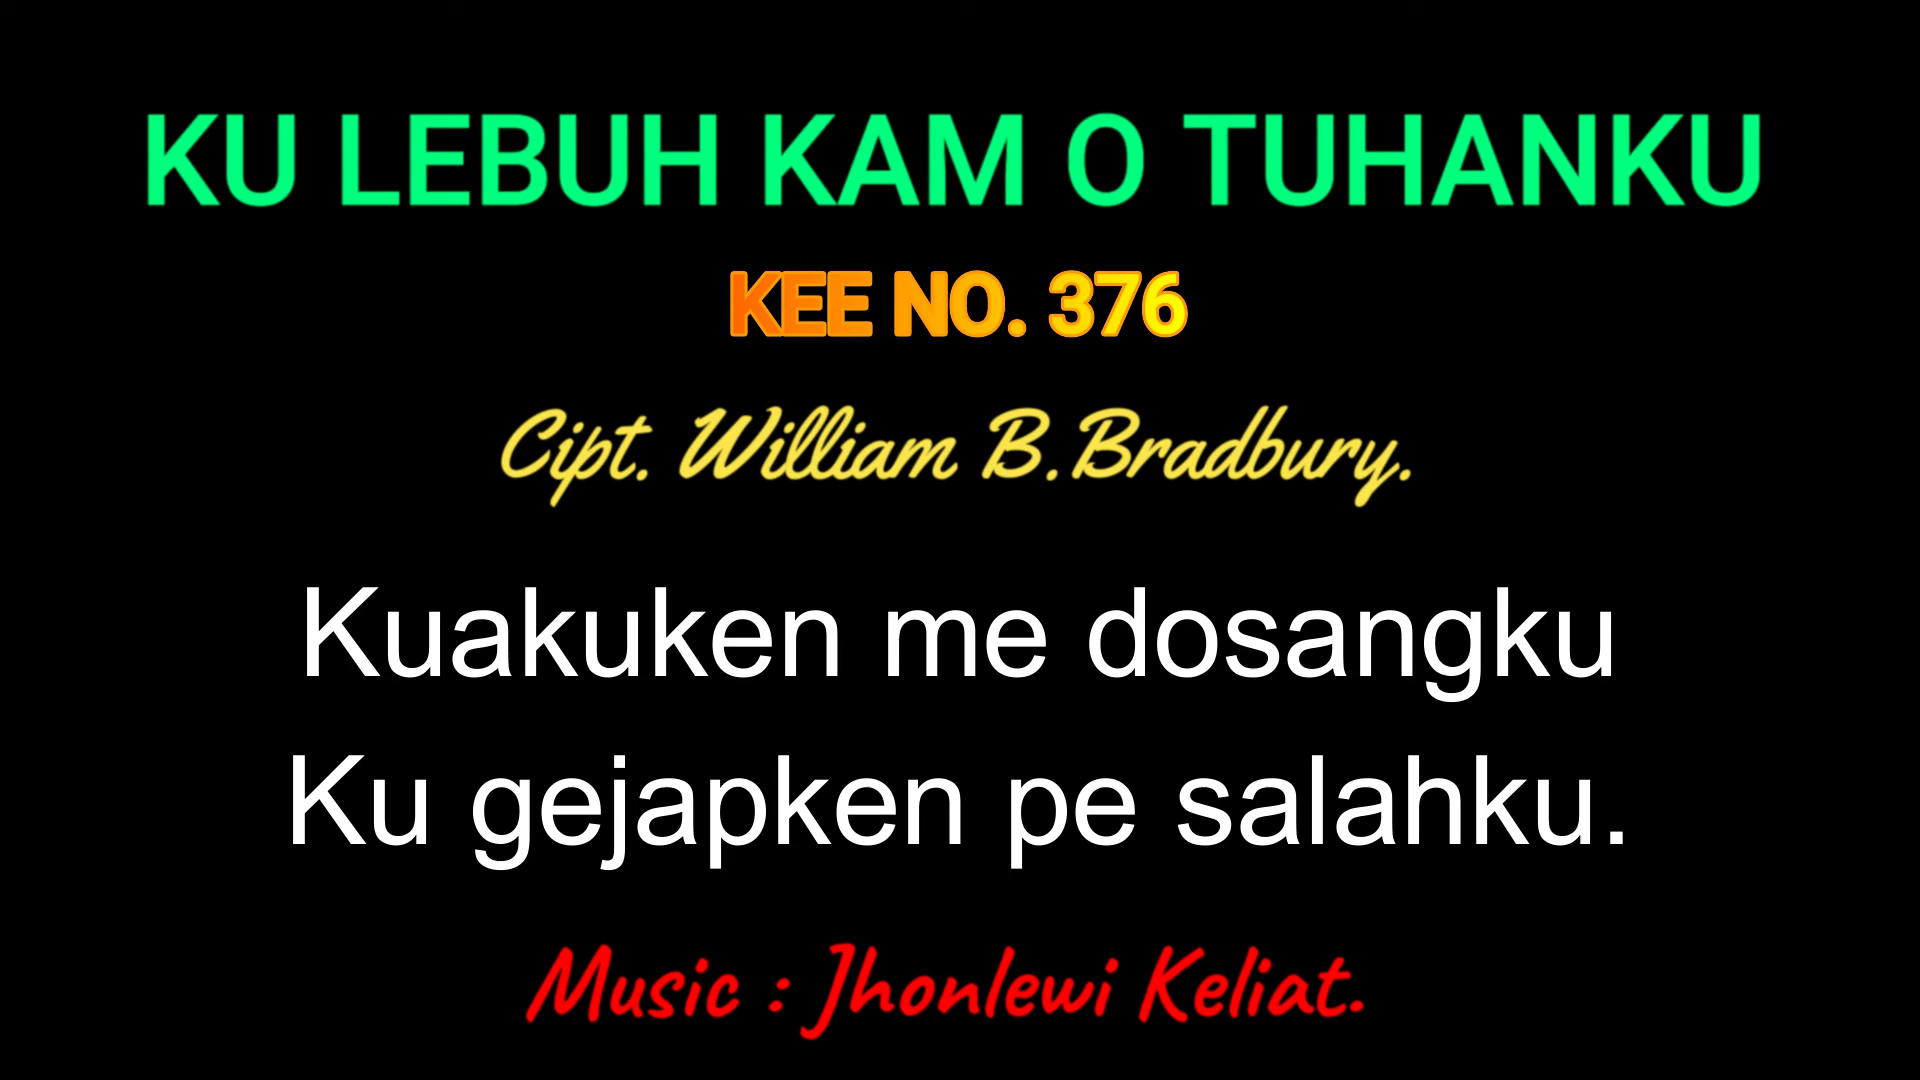 KU LEBUH KAM O TUHANKU
KEE NO. 376
Cipt. William B.Bradbury.
Kuakuken me dosangku
Ku gejapken pe salahku.
Music : Jhonlewi Keliat.